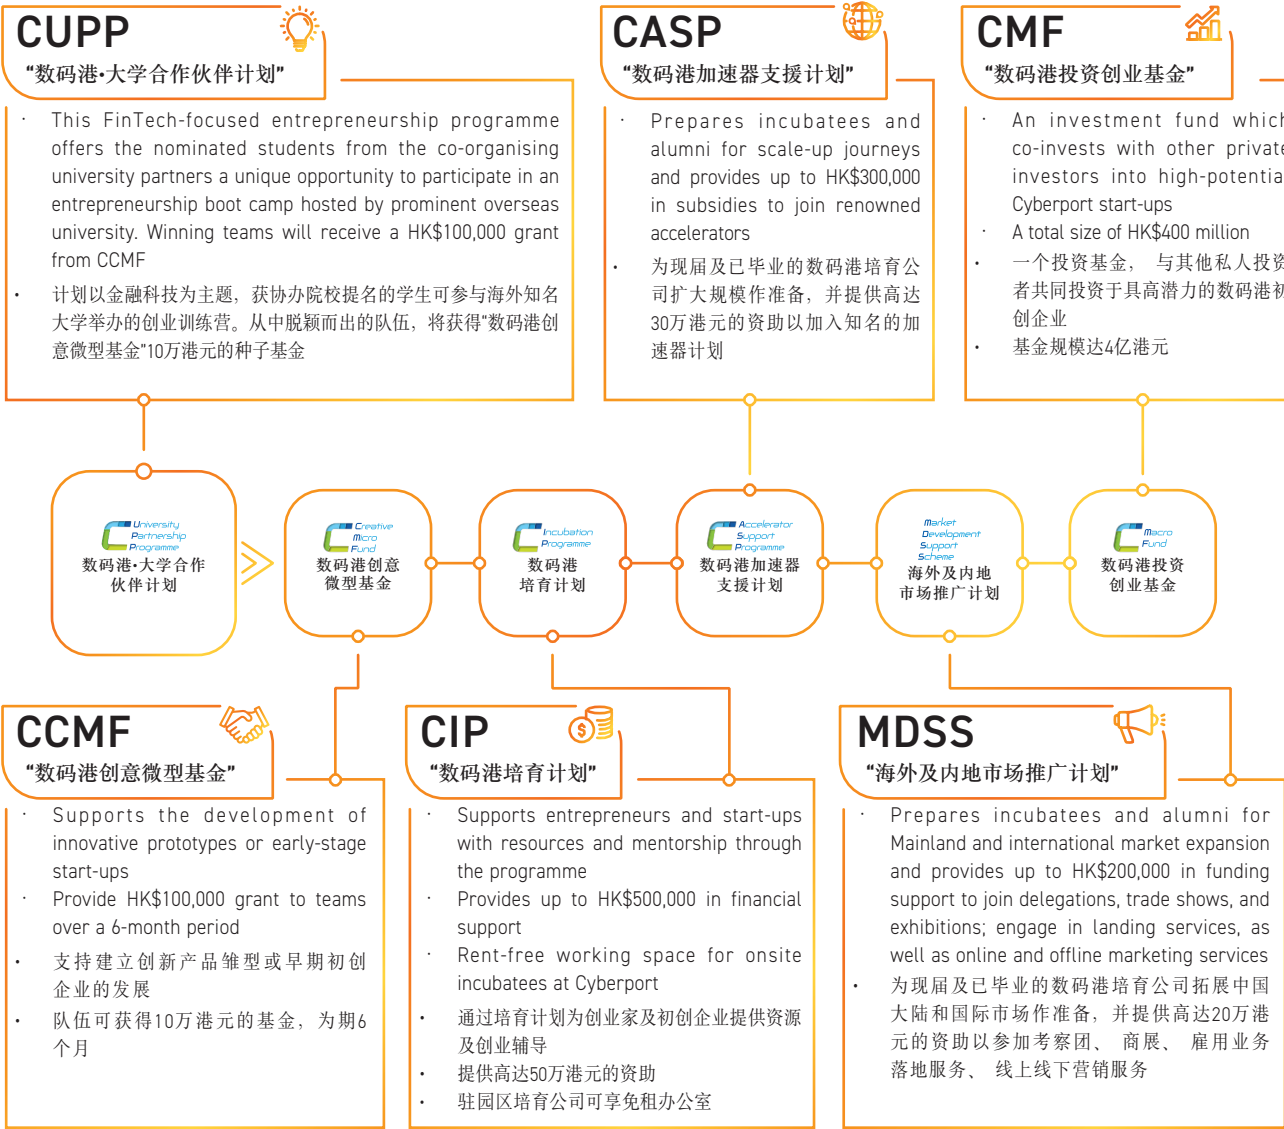 CUPP
“数码港·大学合作伙伴计划”
· This FinTech-focused entrepreneurship programme
offers the nominated students from the co-organising
university partners a unique opportunity to participate in an
entrepreneurship boot camp hosted by prominent overseas
university. Winning teams will receive a HK$100,000 grant
from CCMF
· 计划以金融科技为主题，获协办院校提名的学生可参与海外知名
大学举办的创业训练营。从中脱颖而出的队伍，将获得“数码港创
意微型基金”10万港元的种子基金
CASP
“数码港加速器支援计划”
· Prepares incubatees and
alumni for scale-up journeys
and provides up to HK$300,000
in subsidies to join renowned
accelerators
· 为现届及已毕业的数码港培育公
司扩大规模作准备，并提供高达
30万港元的资助以加入知名的加
速器计划
CMF
“数码港投资创业基金”
· An investment fund which
co-invests with other private
investors into high-potential
Cyberport start-ups
· A total size of HK$400 million
· 一个投资基金， 与其他私人投资
者共同投资于具高潜力的数码港初
创企业
· 基金规模达4亿港元
University
Partnership
Programme
数码港·大学合作
伙伴计划
Creative
Micro
Fund
数码港创意
微型基金
Incubation
Programme
数码港
培育计划
Accelerator
Support
Programme
数码港加速器
支援计划
Market
Development
Support
Scheme
海外及内地
市场推广计划
Macro
Fund
数码港投资
创业基金
CCMF
“数码港创意微型基金”
· Supports the development of
innovative prototypes or early-stage
start-ups
· Provide HK$100,000 grant to teams
over a 6-month period
· 支持建立创新产品雏型或早期初创
企业的发展
· 队伍可获得10万港元的基金，为期6
个月
CIP
“数码港培育计划”
· Supports entrepreneurs and start-ups
with resources and mentorship through
the programme
· Provides up to HK$500,000 in financial
support
· Rent-free working space for onsite
incubatees at Cyberport
· 通过培育计划为创业家及初创企业提供资源
及创业辅导
· 提供高达50万港元的资助
· 驻园区培育公司可享免租办公室
MDSS
“海外及内地市场推广计划”
· Prepares incubatees and alumni for
Mainland and international market expansion
and provides up to HK$200,000 in funding
support to join delegations, trade shows, and
exhibitions; engage in landing services, as
well as online and offline marketing services
· 为现届及已毕业的数码港培育公司拓展中国
大陆和国际市场作准备，并提供高达20万港
元的资助以参加考察团、 商展、 雇用业务
落地服务、 线上线下营销服务